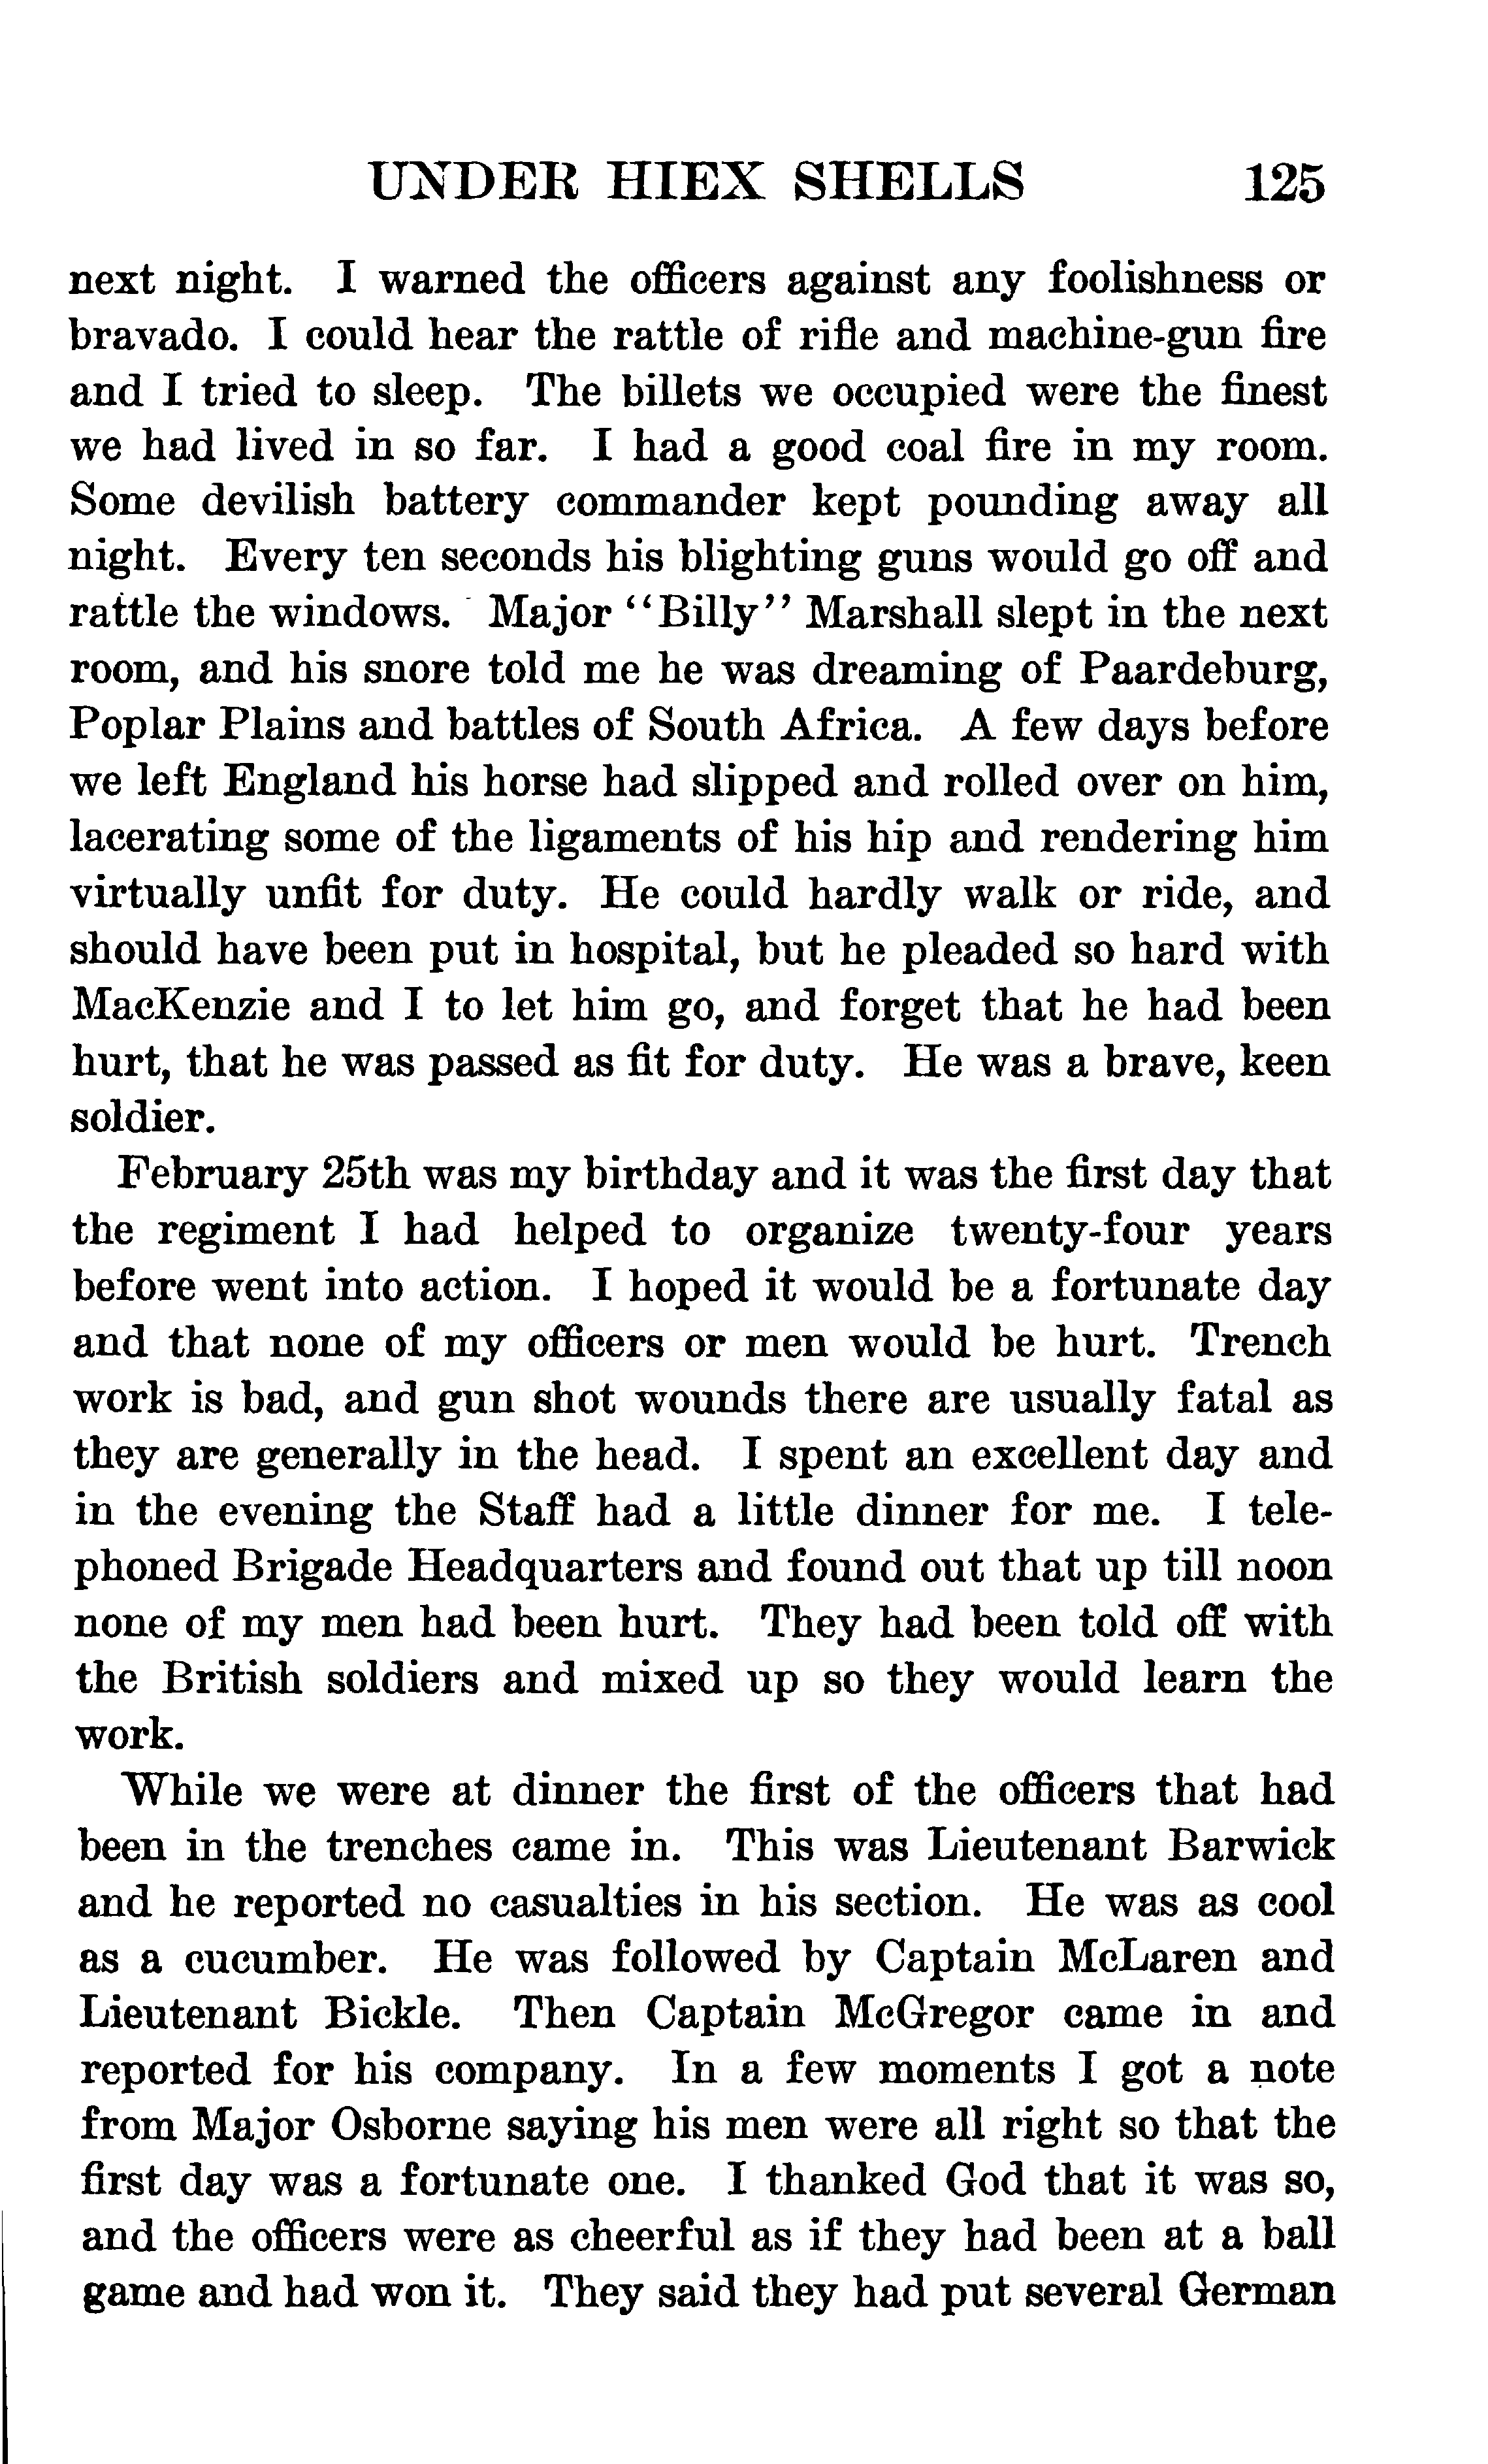 UNDER HIEX SHELLS 125
next night. I warned the officers against any foolishness or
bravado. I could hear the rattle of rifle and machine-gun fire
and I tried to sleep. The billets we occupied were the finest
we had lived in so far. I had a good coal fire in my room.
Some devilish battery commander kept pounding away all
night. Every ten seconds his blighting guns would go off and
rattle the windows. Major “Billy” Marshall slept in the next
room, and his snore told me he was dreaming of Paardeburg,
Poplar Plains and battles of South Africa. A few days before
we left England his horse had slipped and rolled over on him,
lacerating some of the ligaments of his hip and rendering him
virtually unfit for duty. He could hardly walk or ride, and
should have been put in hospital, but he pleaded so hard with
MacKenzie and I to let him go, and forget that he had been
hurt, that he was passed as fit for duty. He was a brave, keen
soldier.
February 25th was my birthday and it was the first day that
the regiment I had helped to organize twenty-four years
before went into action. I hoped it would be a fortunate day
and that none of my officers or men would be hurt. Trench
work is bad, and gun shot wounds there are usually fatal as
they are generally in the head. I spent an excellent day and
in the evening the Staff had a little dinner for me. I tele-
phoned Brigade Headquarters and found out that up till noon
none of my men had been hurt. They had been told off with
the British soldiers and mixed up so they would learn the
work.
While we were at dinner the first of the officers that had
been in the trenches came in. This was Lieutenant Barwick
and he reported no casualties in his section. He was as cool
as a cucumber. He was followed by Captain McLaren and
Lieutenant Bickle. Then Captain McGregor came in and
reported for his company. In a few moments I got a note
from Major Osborne saying his men were all right so that the
first day was a fortunate one. I thanked God that it was so,
and the officers were as cheerful as if they had been at a ball
game and had won it. They said they had put several German